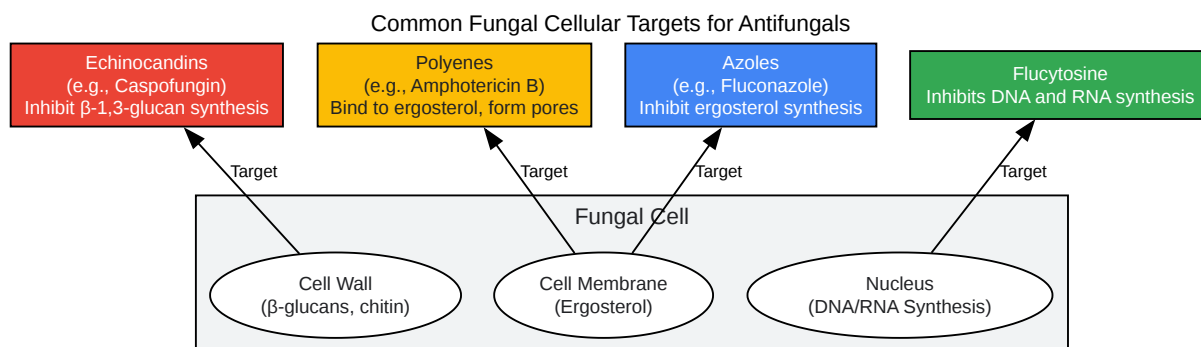 Common Fungal Cellular Targets for Antifungals
Echinocandins
(e.g., Caspofungin)
Inhibit β-1,3-glucan synthesis
Polyenes
(e.g., Amphotericin B)
Bind to ergosterol, form pores
Azoles
(e.g., Fluconazole)
Inhibit ergosterol synthesis
Flucytosine
Inhibits DNA and RNA synthesis
Target
Target
Target
Target
Fungal Cell
Cell Wall
(β-glucans, chitin)
Cell Membrane
(Ergosterol)
Nucleus
(DNA/RNA Synthesis)